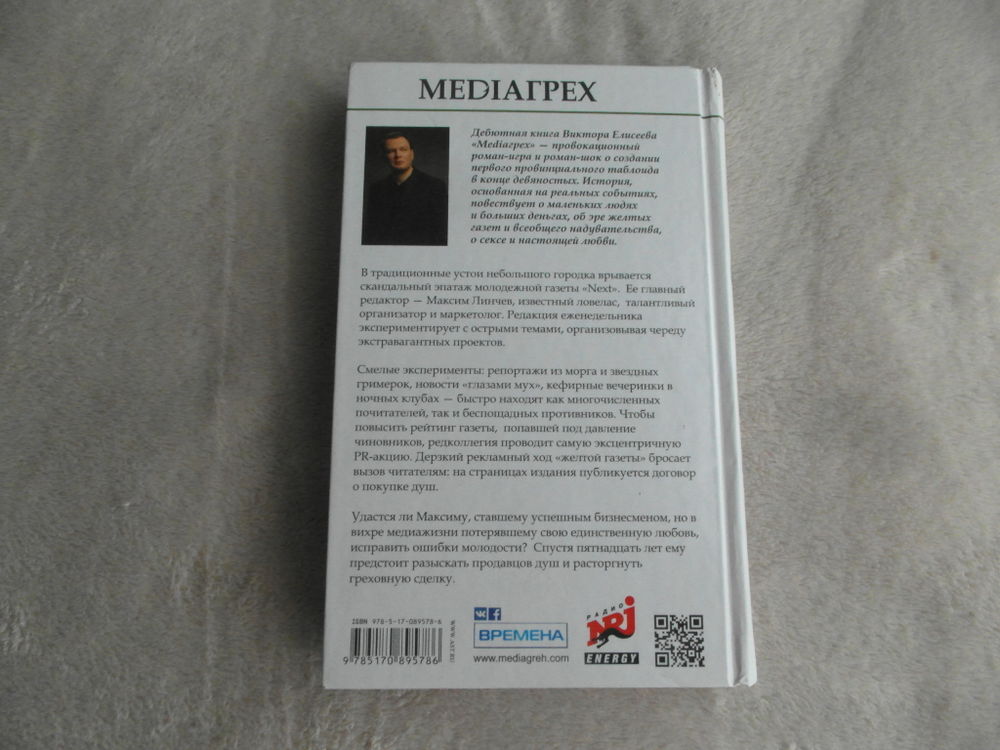 MEDIAГРЕХ
Дебютная книга Виктора Елисеева
«Mediaгрех» — провокационный
роман-игра и роман-шок о создании
первого провинциального таблоида
в конце девяностых. История,
основанная на реальных событиях,
повествует о маленьких людях
и больших деньгах, об эре желтых
газет и всеобщего надувательства,
о сексе и настоящей любви.
В традиционные устои небольшого городка врывается
скандальный эпатаж молодежной газеты «Next». Ее главный
редактор — Максим Линчев, известный ловелас, талантливый
организатор и маркетолог. Редакция еженедельника
экспериментирует с острыми темами, организовывая череду
экстравагантных проектов.
Смелые эксперименты: репортажи из морга и звездных
гримерок, новости «глазами мух», кефирные вечеринки в
ночных клубах — быстро находят как многочисленных
почитателей, так и беспощадных противников. Чтобы
повысить рейтинг газеты, попавшей под давление
чиновников, редколлегия проводит самую эксцентричную
PR-акцию. Дерзкий рекламный ход «желтой газеты» бросает
вызов читателям: на страницах издания публикуется договор
о покупке душ.
Удастся ли Максиму, ставшему успешным бизнесменом, но в
вихре медиажизни потерявшему свою единственную любовь,
исправить ошибки молодости? Спустя пятнадцать лет ему
предстоит разыскать продавцов душ и расторгнуть
греховную сделку.
ISBN 978-5-17-089578-6
9 785170 895786
WWW.AST.RU
ВРЕМЕНА
www.mediagreh.com
РАДИО
NRJ
ENERGY